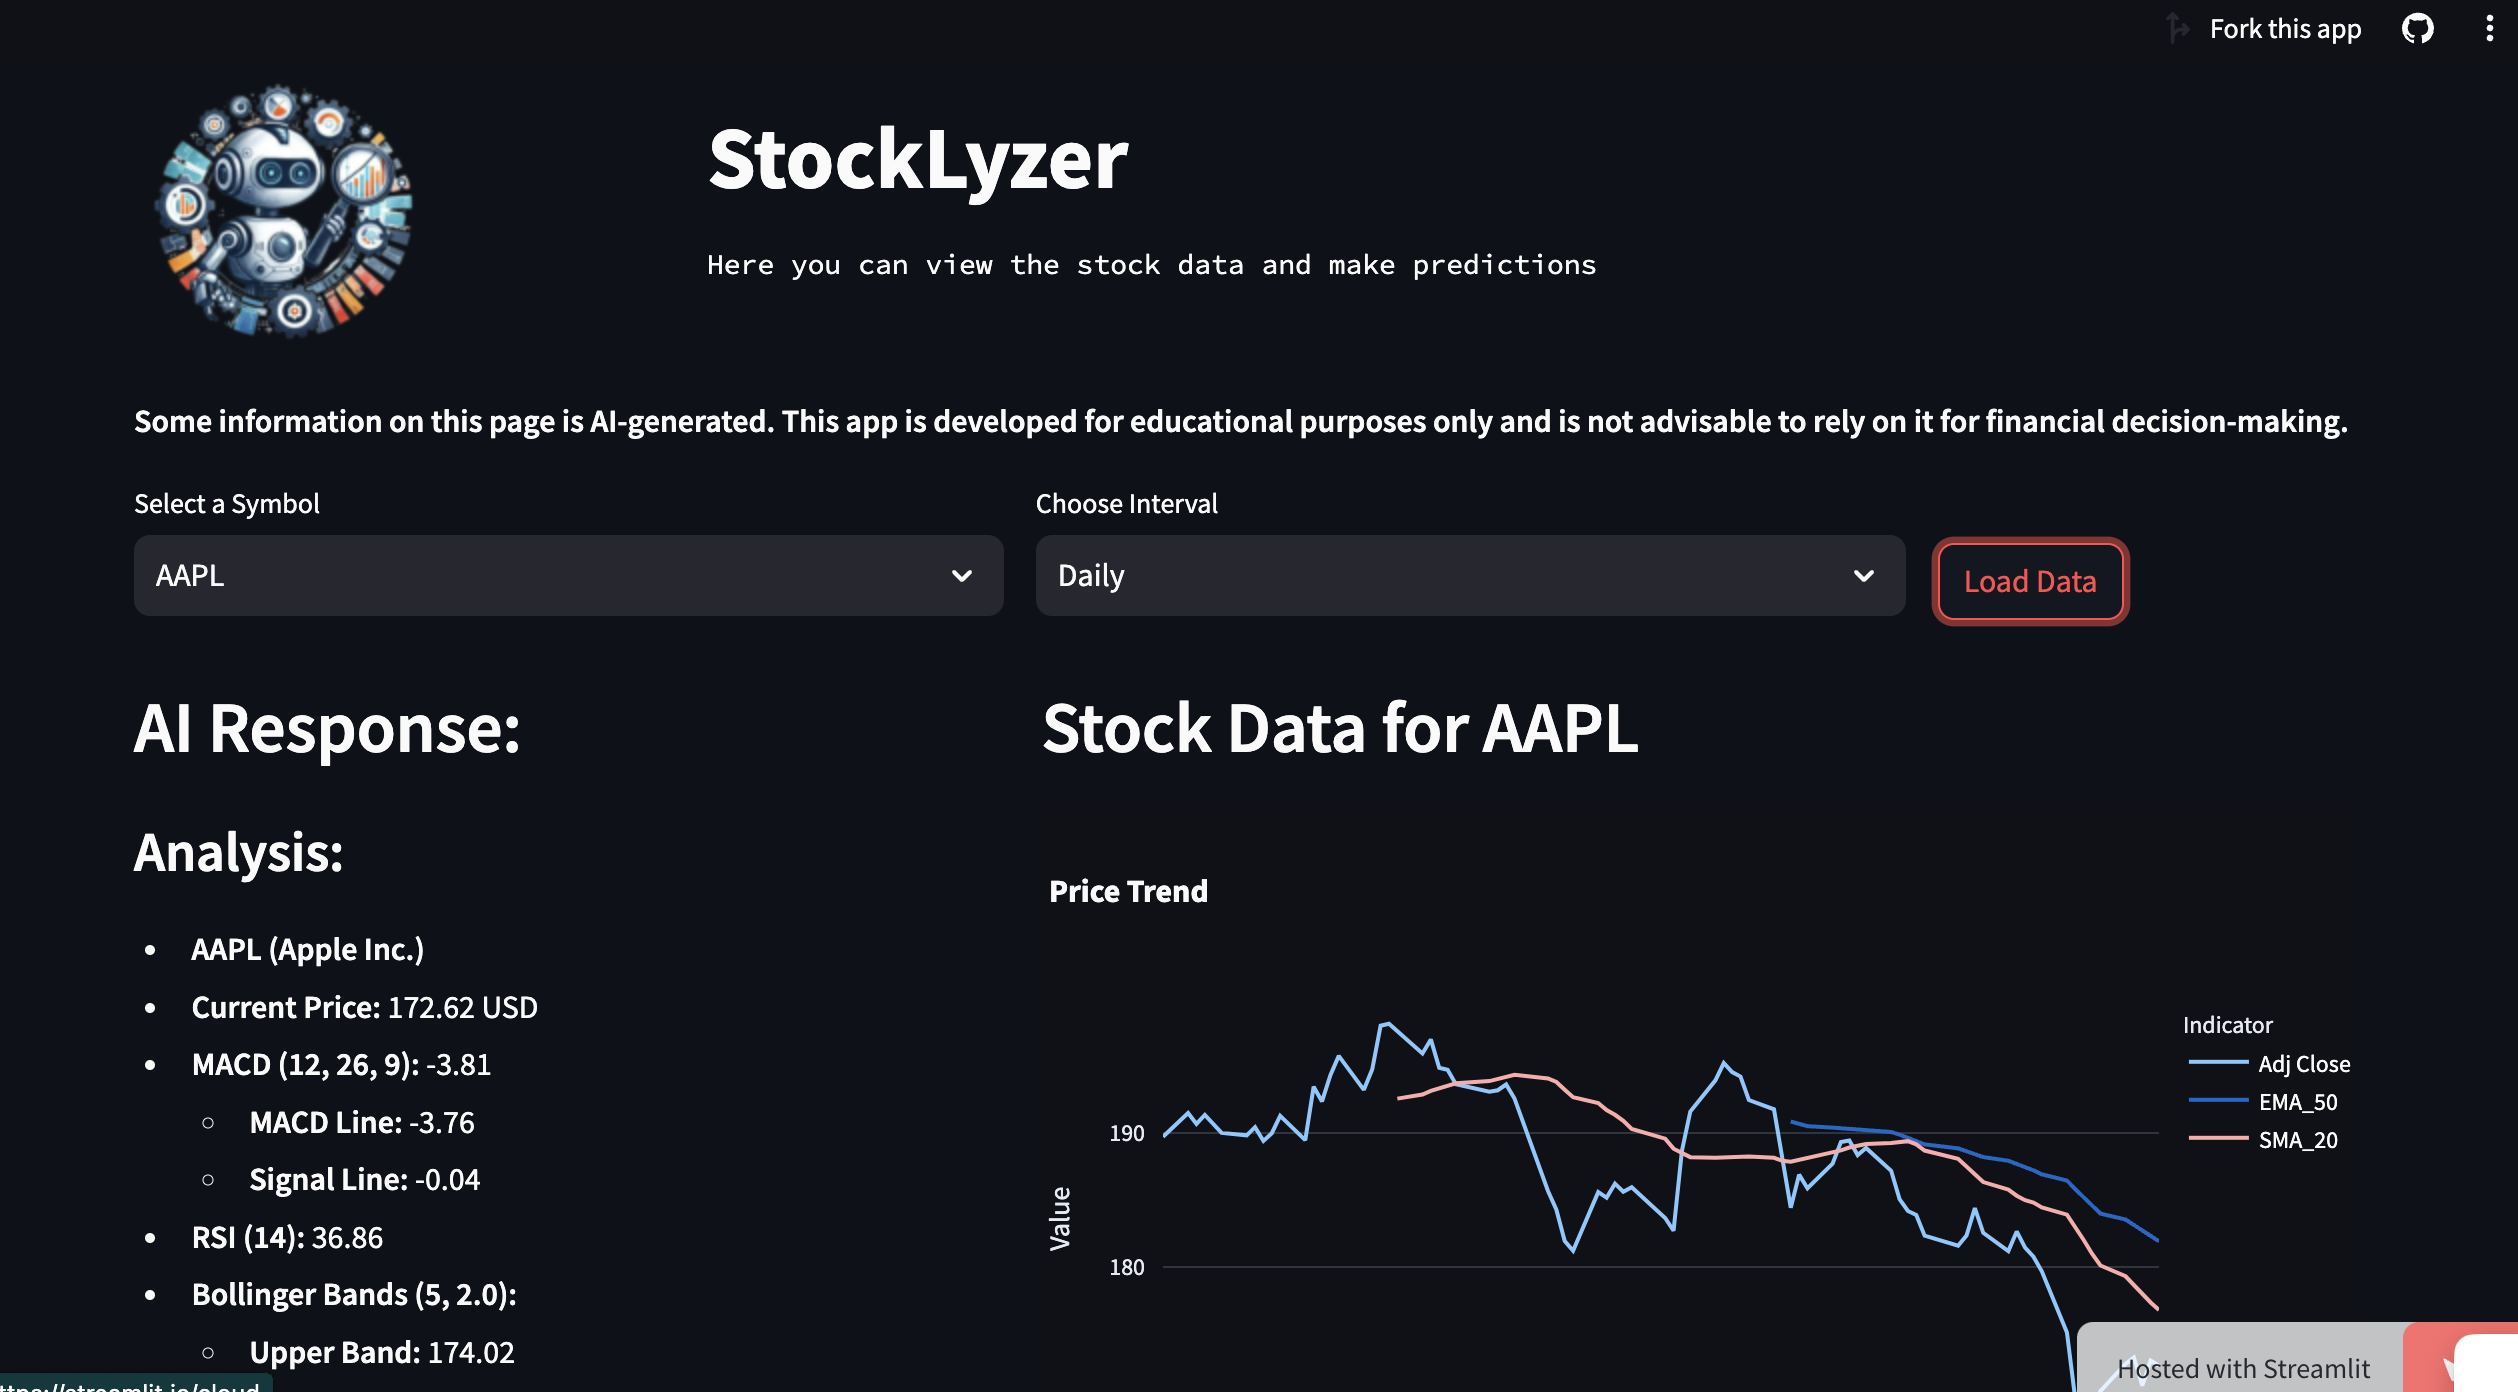 Fork this app
StockLyzer
Here you can view the stock data and make predictions
Some information on this page is AI-generated. This app is developed for educational purposes only and is not advisable to rely on it for financial decision-making.
Select a Symbol
AAPL
Choose Interval
Daily
Load Data
AI Response:
Analysis:
• AAPL (Apple Inc.)
• Current Price: 172.62 USD
• MACD (12, 26, 9): -3.81
○ MACD Line: -3.76
○ Signal Line: -0.04
• RSI (14): 36.86
• Bollinger Bands (5, 2.0):
○ Upper Band: 174.02
Stock Data for AAPL
Price Trend
Indicator
Adj Close
EMA_50
SMA_20
190
180
Value
Hosted with Streamlit